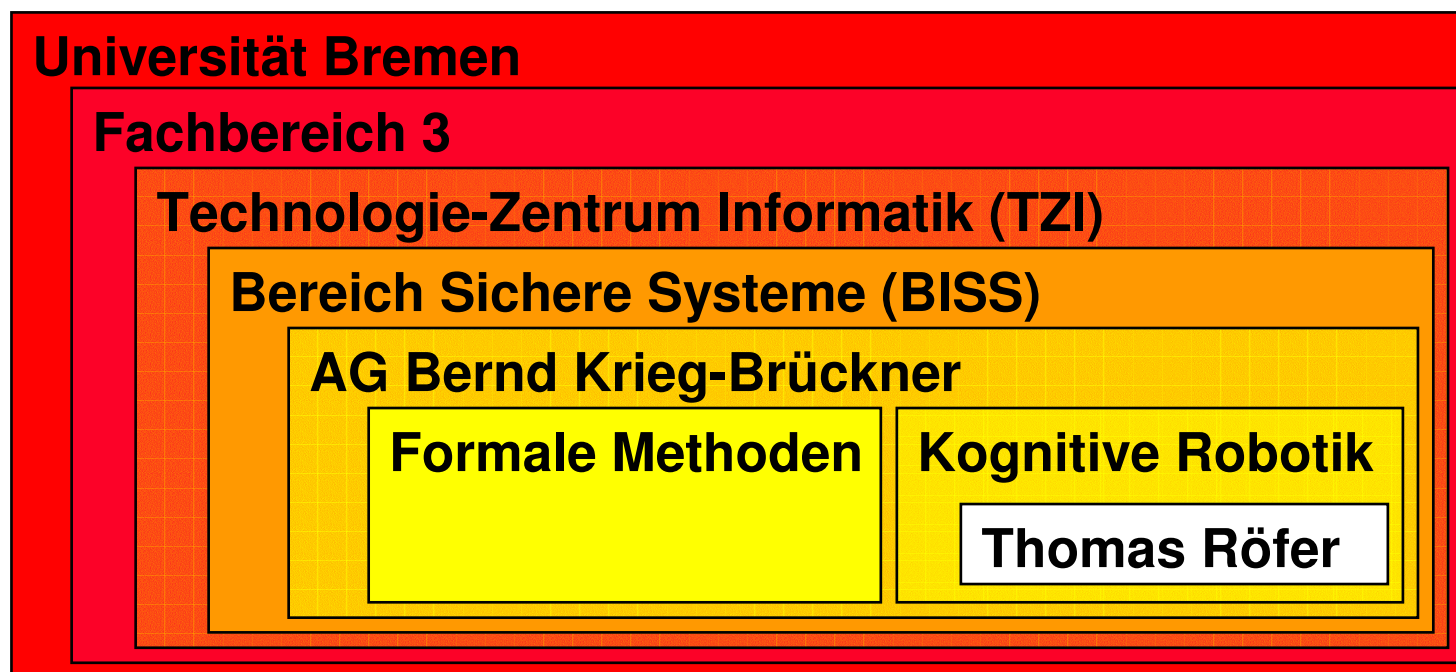 Universität Bremen
Fachbereich 3
Technologie-Zentrum Informatik (TZI)
Bereich Sichere Systeme (BISS)
AG Bernd Krieg-Brückner
Formale Methoden
Kognitive Robotik
Thomas Röfer